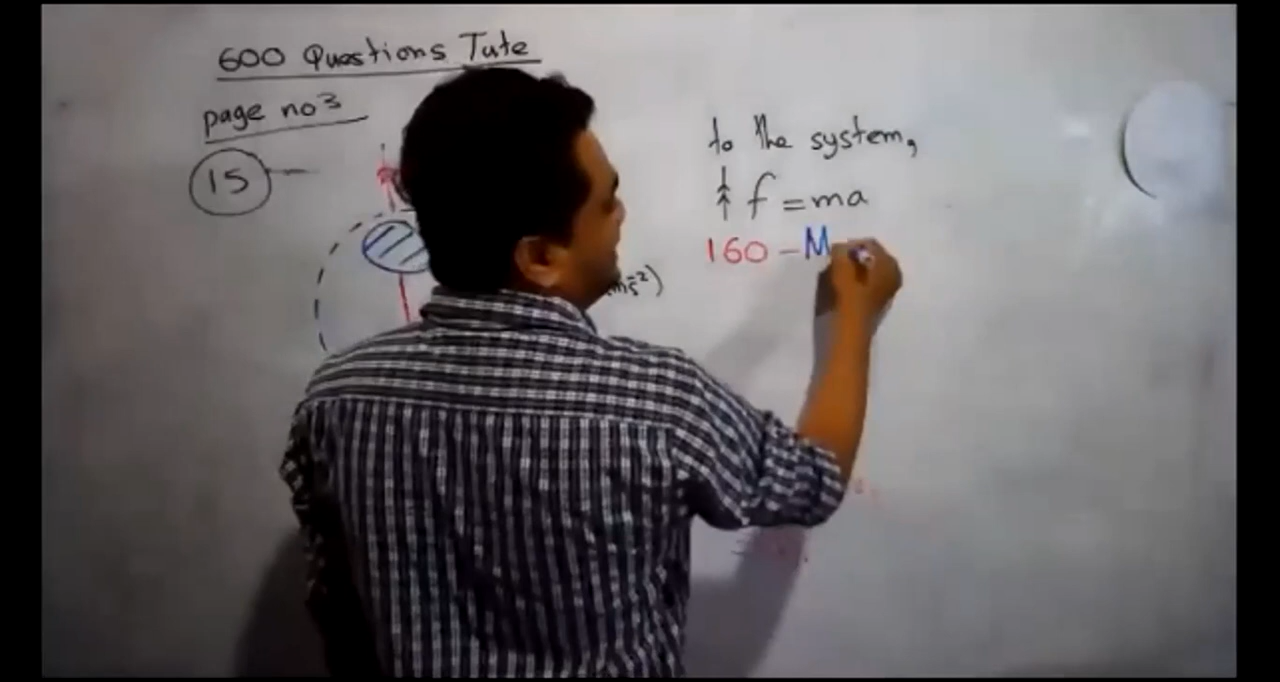 600 Questions Tute
page no 3
15
to the system,
f = ma
160 - M
ms⁻²)